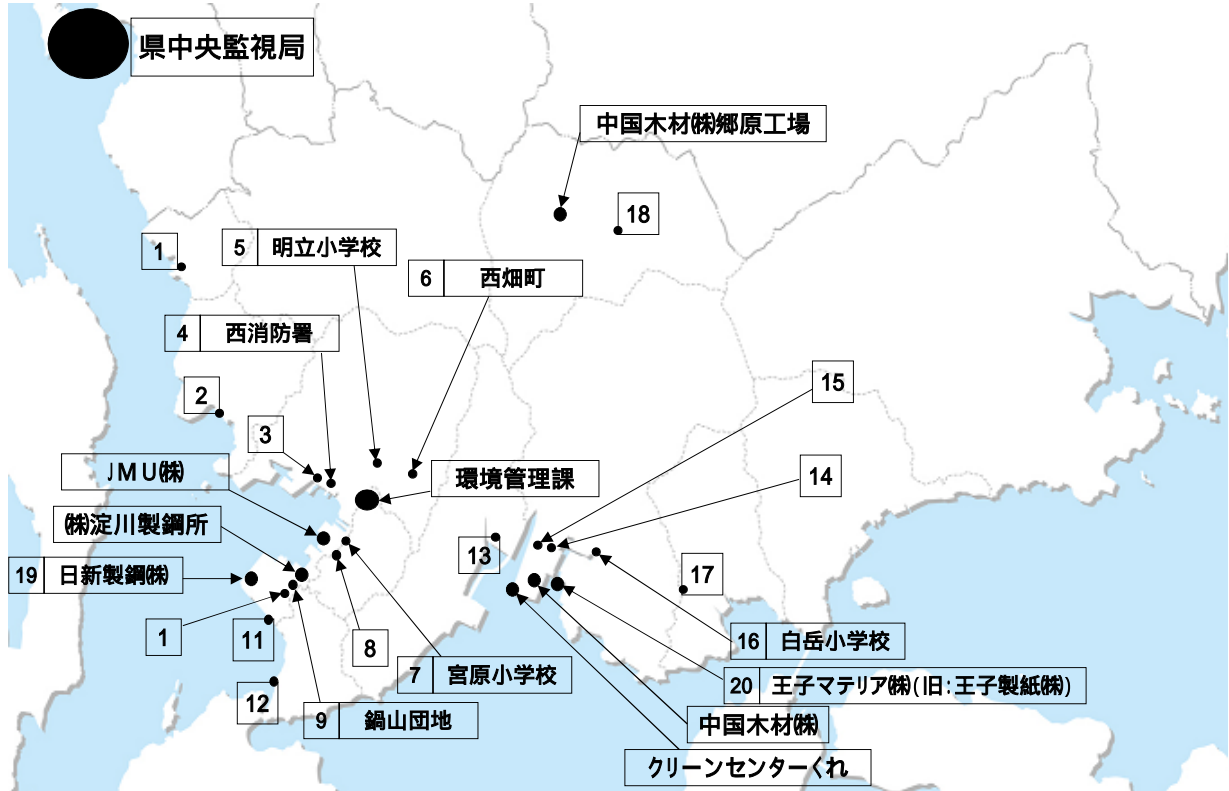 県中央監視局
中国木材㈱郷原工場
18
1
5 明立小学校
6 西畑町
4 西消防署
15
2
3
JMU㈱
環境管理課
14
㈱淀川製鋼所
13
19 日新製鋼㈱
17
1
11
8
16 白岳小学校
7 宮原小学校
20 王子マテリア㈱(旧:王子製紙㈱)
12
9 鍋山団地
中国木材㈱
クリーンセンターくれ